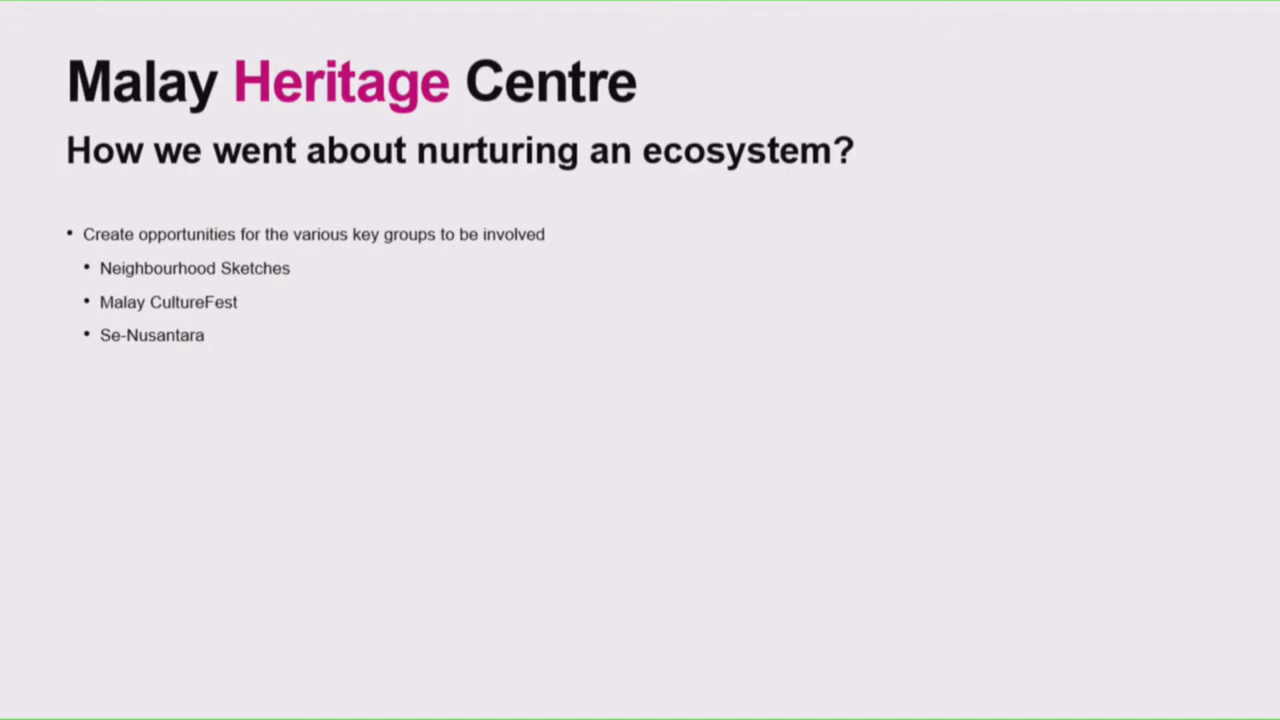 Malay Heritage Centre
How we went about nurturing an ecosystem?
• Create opportunities for the various key groups to be involved
• Neighbourhood Sketches
• Malay CultureFest
• Se-Nusantara